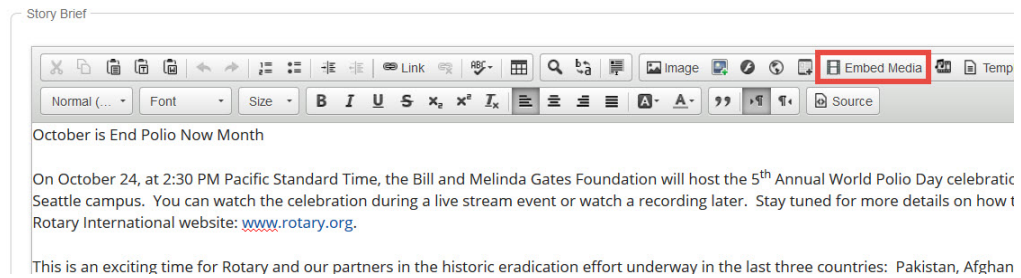 Story Brief
Link ABC Image Embed Media Temp
Normal (... Font Size B I U S x₂ x² Tx A A Source
October is End Polio Now Month
On October 24, at 2:30 PM Pacific Standard Time, the Bill and Melinda Gates Foundation will host the 5th Annual World Polio Day celebratio
Seattle campus. You can watch the celebration during a live stream event or watch a recording later. Stay tuned for more details on how t
Rotary International website: www.rotary.org.
This is an exciting time for Rotary and our partners in the historic eradication effort underway in the last three countries: Pakistan, Afghan